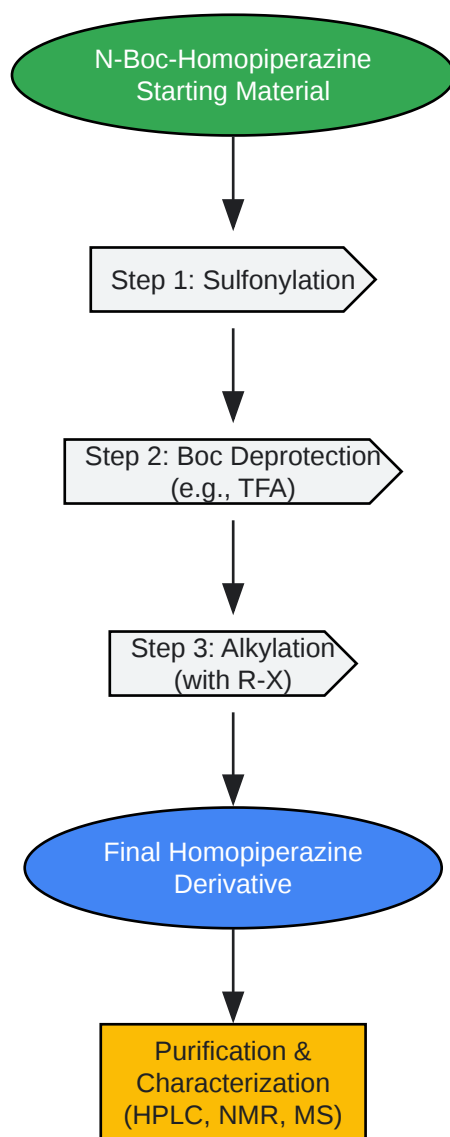 N-Boc-Homopiperazine
Starting Material
Step 1: Sulfonylation
Step 2: Boc Deprotection
(e.g., TFA)
Step 3: Alkylation
(with R-X)
Final Homopiperazine
Derivative
Purification &
Characterization
(HPLC, NMR, MS)